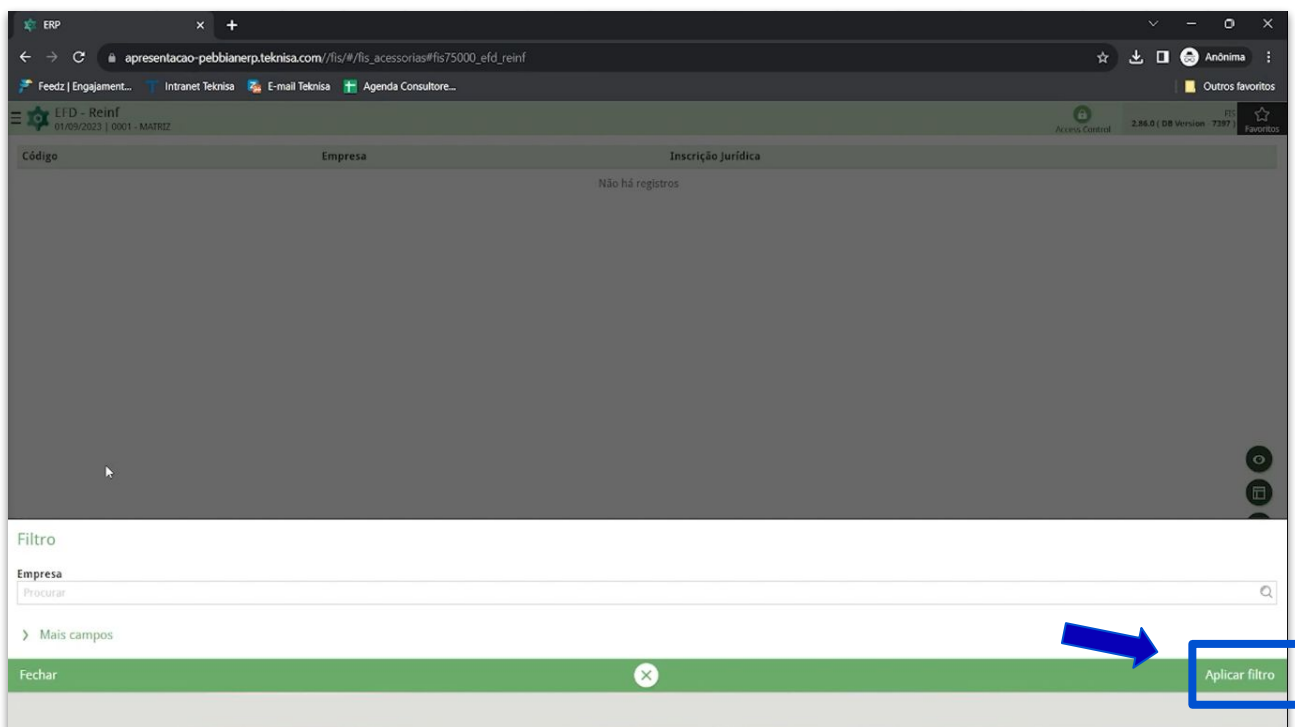 ERP
apresentacao-pebbianerp.teknisa.com//fis/#/fis_acessorias#fis75000_efd_reinf
Anônima
Feedz | Engajament... Intranet Teknisa E-mail Teknisa Agenda Consultore... Outros favoritos
EFD - Reinf
01/09/2023 | 0001 - MATRIZ
Access Control
FIS
2.86.0 ( DB Version 7397 )
Favoritos
Código Empresa Inscrição Jurídica
Não há registros
Filtro
Empresa
Procurar
Mais campos
Fechar Aplicar filtro